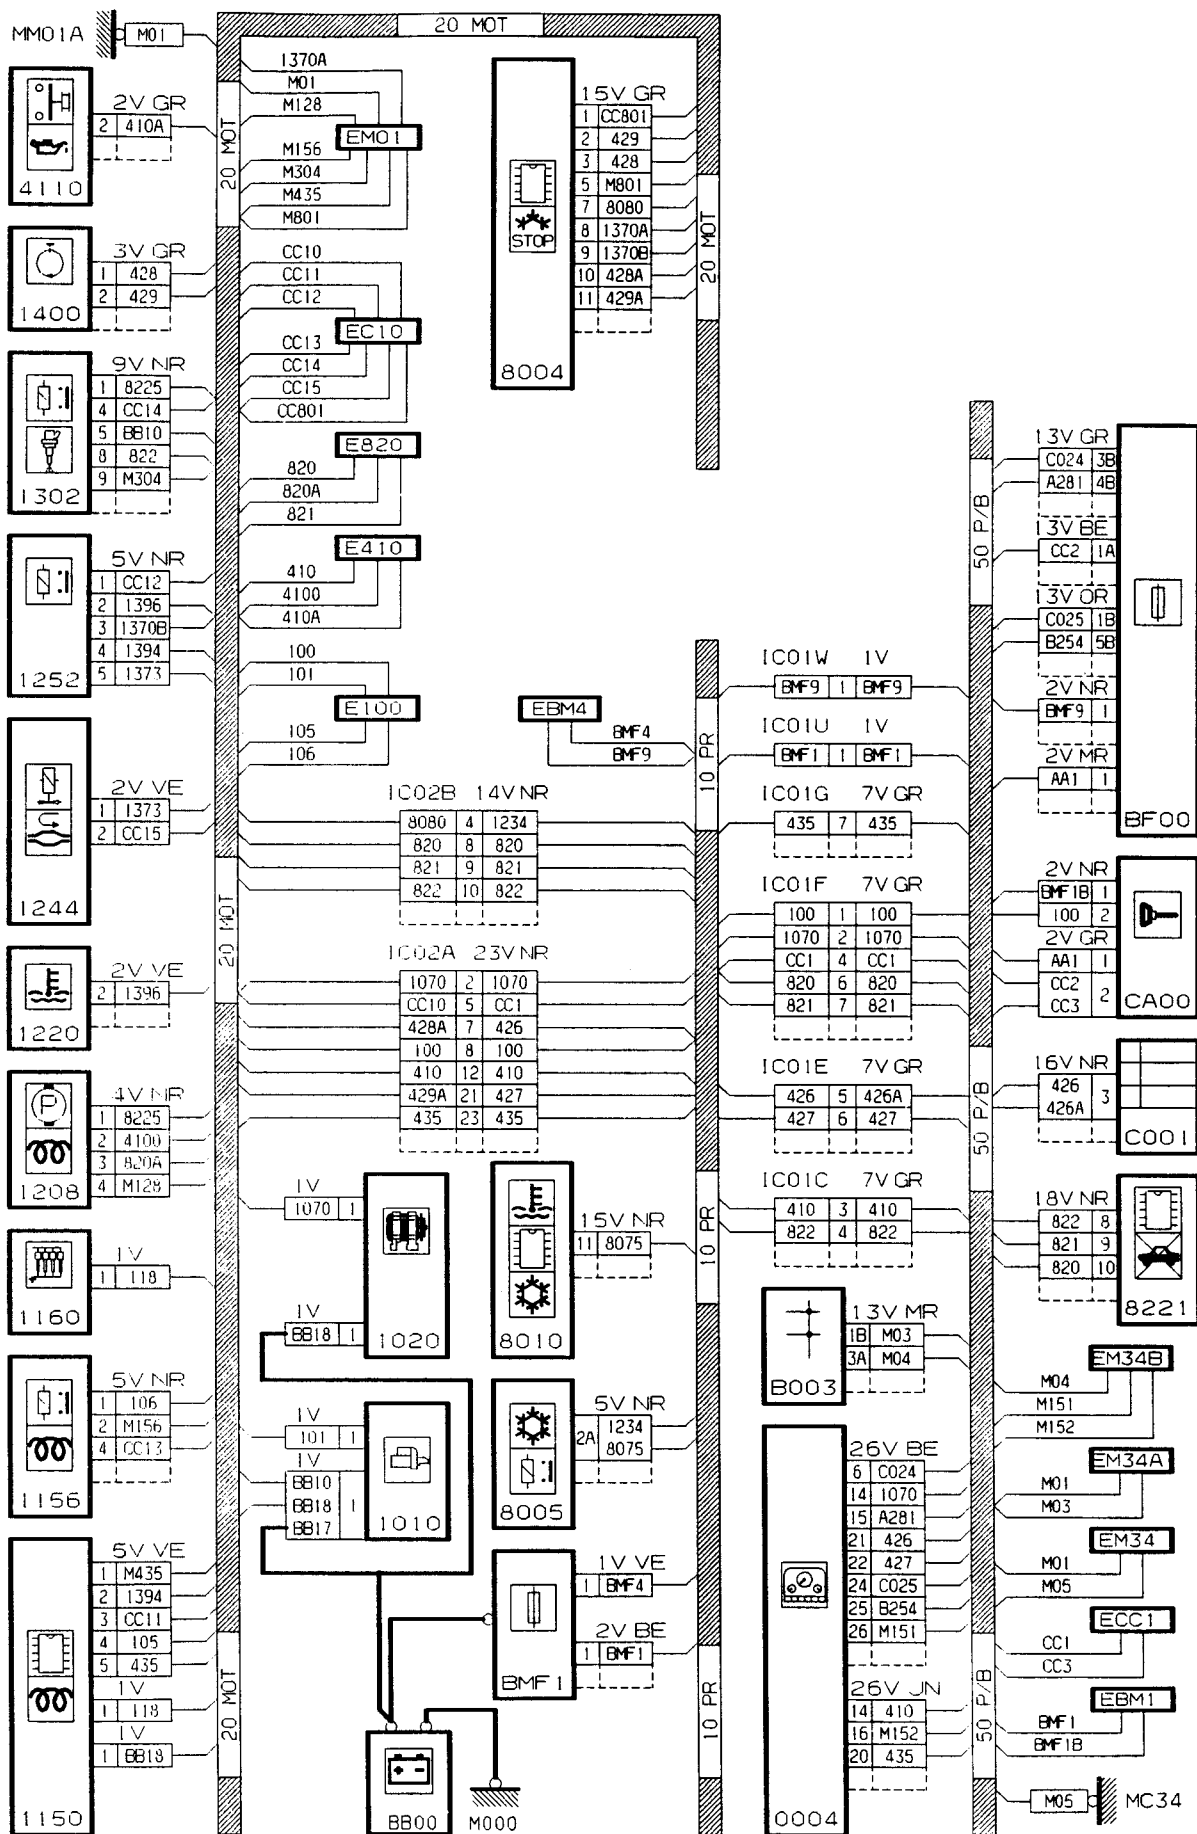 20 MOT
MM01A
M01
4110
2V GR
2 410A
1400
3V GR
1 428
2 429
1302
9V NR
1 8225
4 CC14
5 BB10
8 822
9 M304
1252
5V NR
1 CC12
2 1396
3 1370B
4 1394
5 1373
1244
2V VE
1 1373
2 CC15
1220
2V VE
2 1396
1208
P
4V NR
1 8225
2 4100
3 820A
4 M128
1160
1V
1 118
1156
5V NR
1 106
2 M156
4 CC13
1150
5V VE
1 M435
2 1394
3 CC11
4 105
5 435
1V
1 118
1V
1 BB18
20 MOT
20 MOT
20 MOT
1370A
M01
M128
EM01
M156
M304
M435
M801
CC10
CC11
CC12
EC10
CC13
CC14
CC15
CC801
E820
820
820A
821
E410
410
4100
410A
100
101
E100
105
106
8004
STOP
15V GR
1 CC801
2 429
3 428
5 M801
7 8080
8 1370A
9 1370B
10 428A
11 429A
20 MOT
EBM4
BMF4
BMF9
1C02B 14V NR
8080 4 1234
820 8 820
821 9 821
822 10 822
1C02A 23V NR
1070 2 1070
CC10 5 CC1
428A 7 426
100 8 100
410 12 410
429A 21 427
435 23 435
1V
1070 1
1V
BB18 1
1020
1V
101 1
1V
BB10
BB18 1
BB17
1010
8010
15V NR
11 8075
8005
5V NR
2A 1234
8075
BMF1
1V VE
1 BMF4
2V BE
1 BMF1
BB00
M000
10 PR
10 PR
10 PR
1C01W 1V
BMF9 1 BMF9
1C01U 1V
BMF1 1 BMF1
1C01G 7V GR
435 7 435
1C01F 7V GR
100 1 100
1070 2 1070
CC1 4 CC1
820 6 820
821 7 821
1C01E 7V GR
426 5 426A
427 6 427
1C01C 7V GR
410 3 410
822 4 822
B003
13V MR
1B M03
3A M04
0004
26V BE
6 C024
14 1070
15 A281
21 426
22 427
24 C025
25 B254
26 M151
26V JN
14 410
16 M152
20 435
50 P/B
50 P/B
50 P/B
13V GR
C024 3B
A281 4B
13V BE
CC2 1A
13V OR
C025 1B
B254 5B
2V NR
BMF9 1
2V MR
AA1 1
BF00
2V NR
BMF1B 1
100 2
2V GR
AA1 1
CC2
CC3 2
CA00
16V NR
426
426A 3
C001
18V NR
822 8
821 9
820 10
8221
EM34B
M04
M151
M152
EM34A
M01
M03
EM34
M01
M05
ECC1
CC1
CC3
EBM1
BMF1
BMF1B
M05
MC34